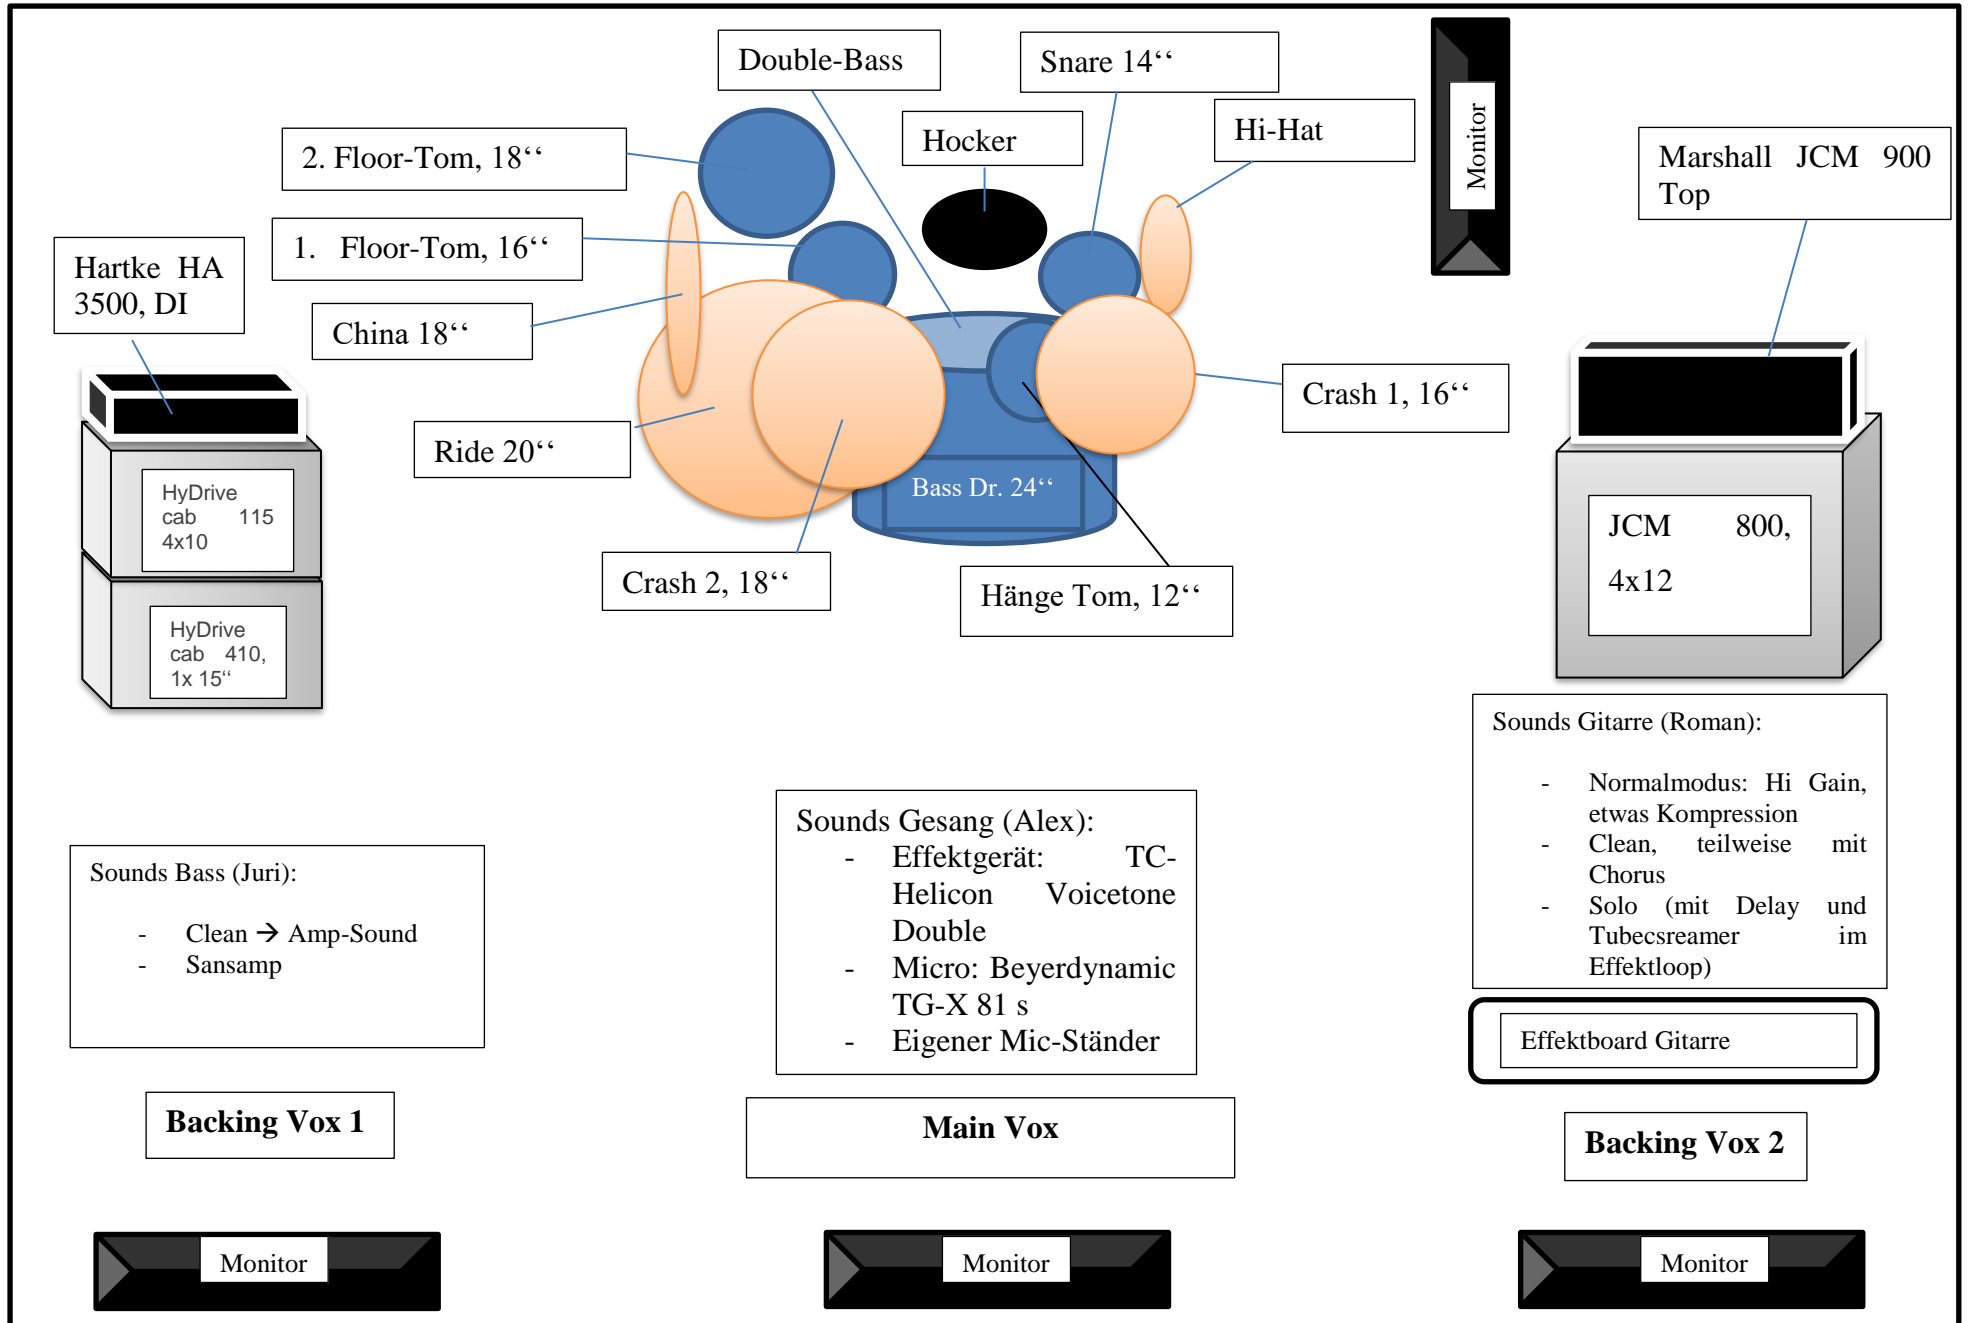 Double-Bass
Snare 14‘‘
Monitor
2. Floor-Tom, 18‘‘
Hocker
Hi-Hat
Marshall JCM 900
Top
1. Floor-Tom, 16‘‘
Hartke HA
3500, DI
China 18‘‘
Crash 1, 16‘‘
Ride 20‘‘
Bass Dr. 24‘‘
HyDrive
cab 115
4x10
JCM 800,
4x12
Crash 2, 18‘‘
Hänge Tom, 12‘‘
HyDrive
cab 410,
1x 15‘‘
Sounds Gitarre (Roman):
- Normalmodus: Hi Gain,
etwas Kompression
- Clean, teilweise mit
Chorus
- Solo (mit Delay und
Tubecsreamer im
Effektloop)
Sounds Gesang (Alex):
- Effektgerät: TC-
Helicon Voicetone
Double
- Micro: Beyerdynamic
TG-X 81 s
- Eigener Mic-Ständer
Sounds Bass (Juri):
- Clean → Amp-Sound
- Sansamp
Effektboard Gitarre
Backing Vox 1
Main Vox
Backing Vox 2
Monitor
Monitor
Monitor